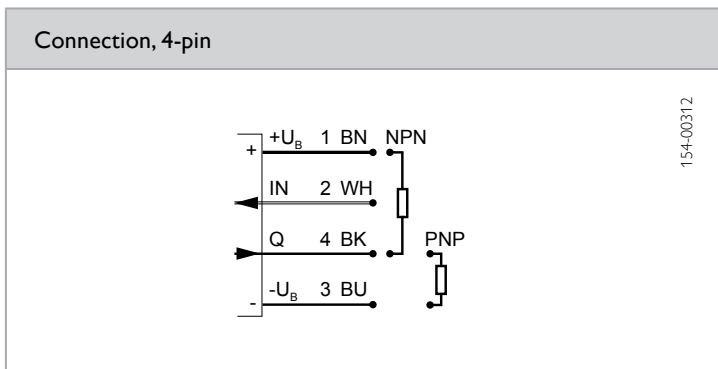 Connection, 4-pin
154-00312
+ +U_B 1 BN NPN
IN 2 WH
Q 4 BK PNP
- -U_B 3 BU